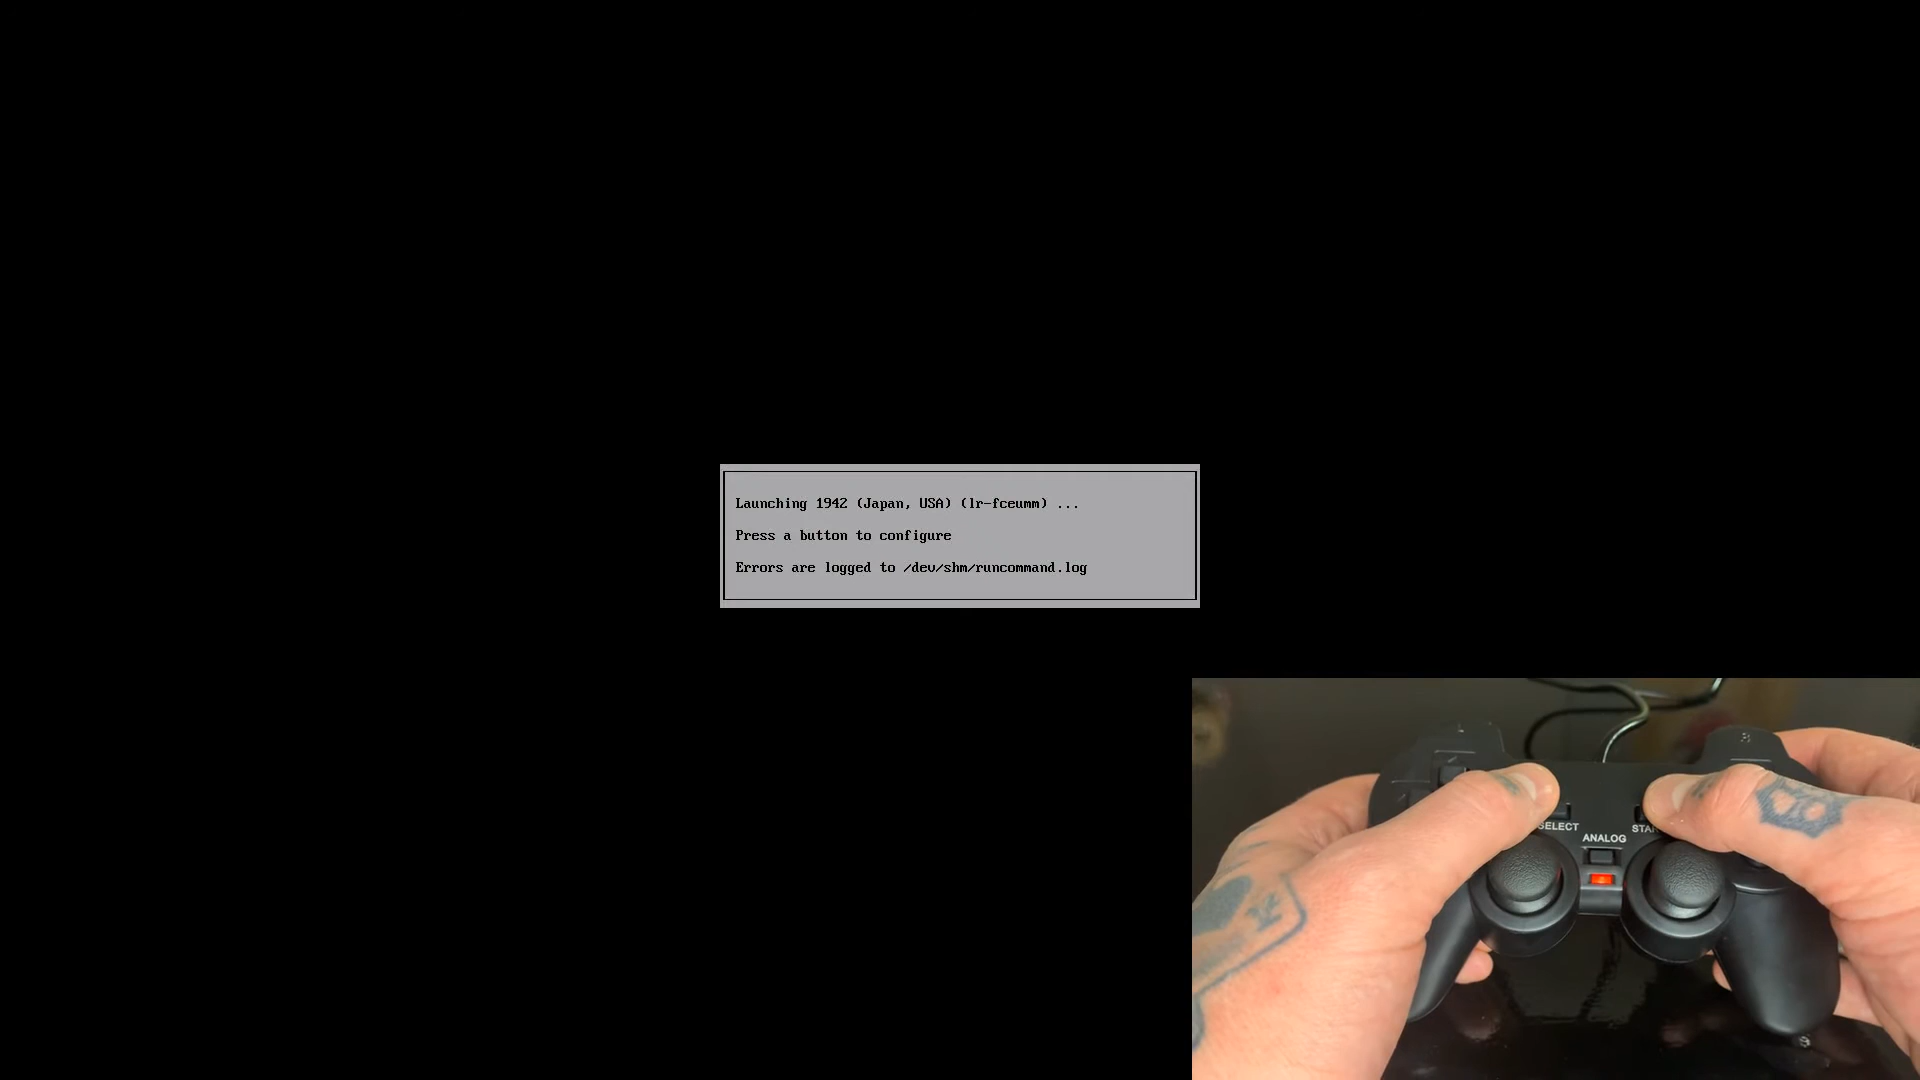 Launching 1942 (Japan, USA) (lr-fceumm) ...
Press a button to configure
Errors are logged to /dev/shm/runcommand.log
SELECT
ANALOG